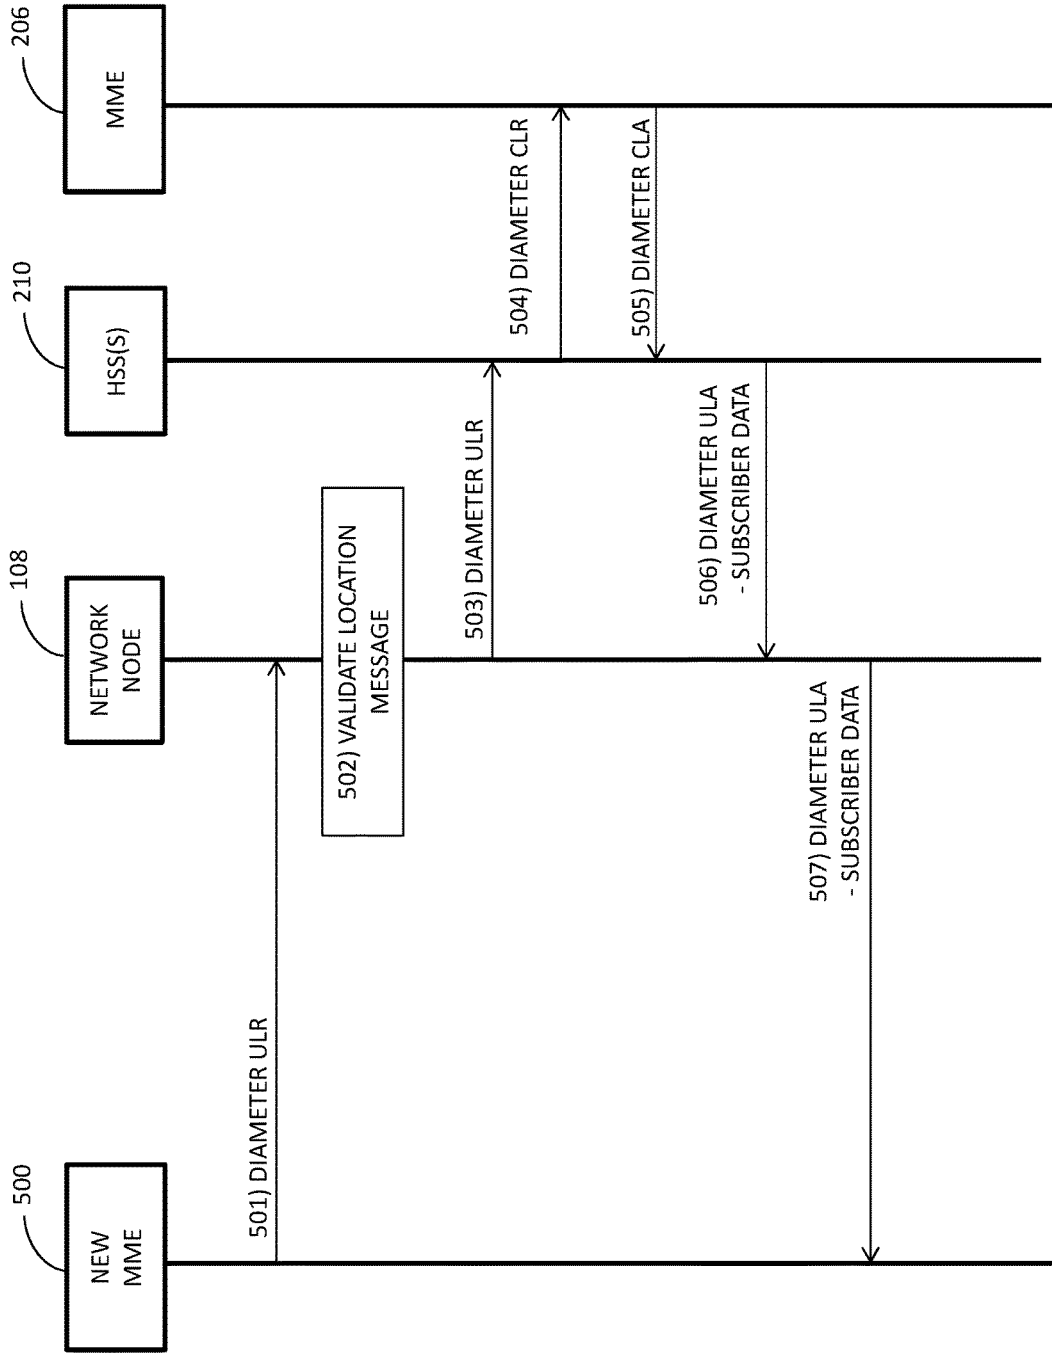 500
NEW
MME
108
NETWORK
NODE
210
HSS(S)
206
MME
501) DIAMETER ULR
502) VALIDATE LOCATION
MESSAGE
503) DIAMETER ULR
504) DIAMETER CLR
505) DIAMETER CLA
506) DIAMETER ULA
- SUBSCRIBER DATA
507) DIAMETER ULA
- SUBSCRIBER DATA